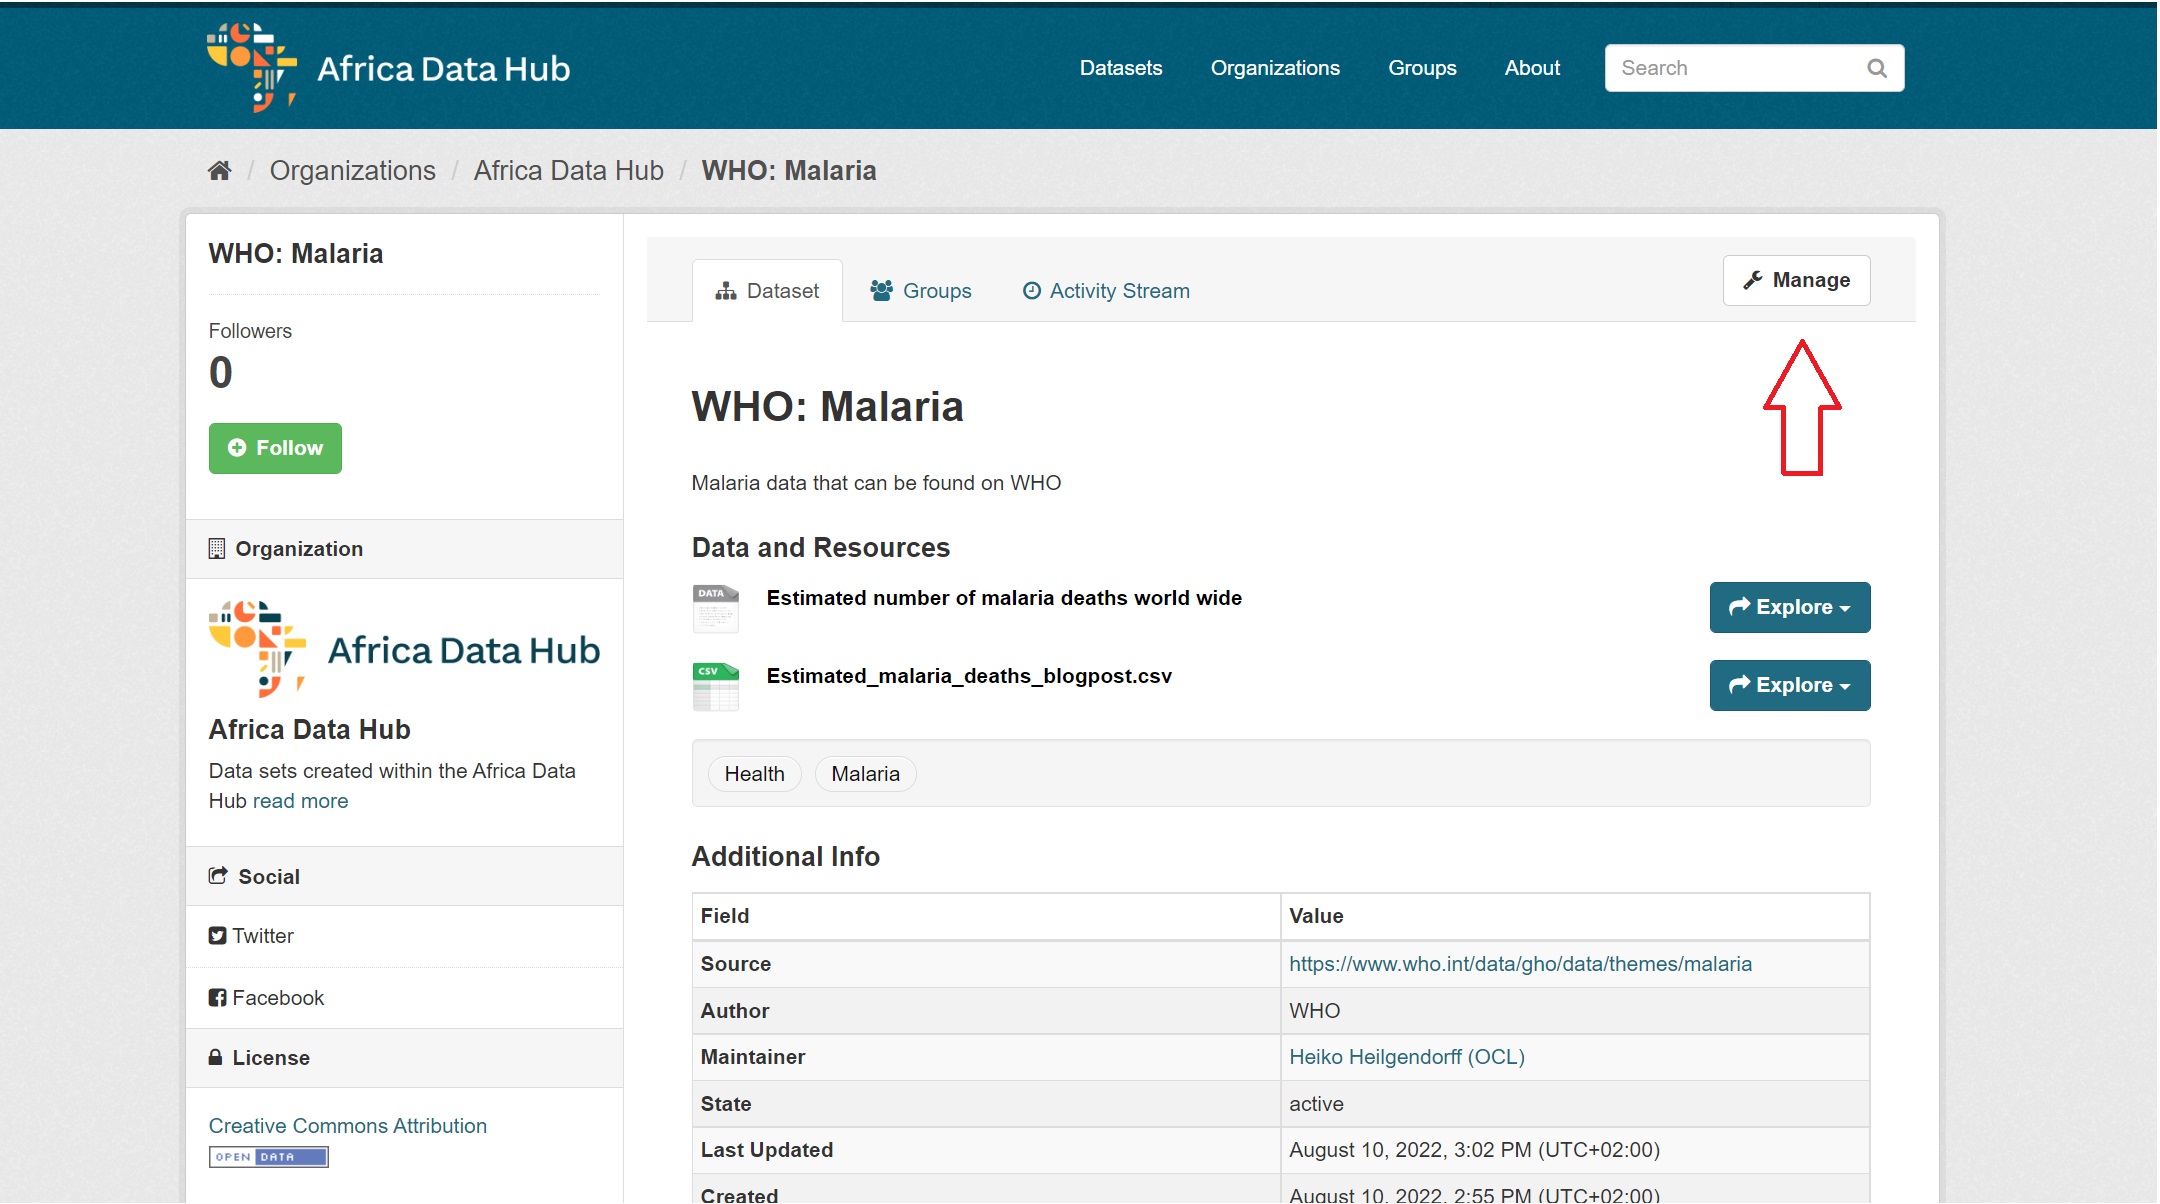 Africa Data Hub
Datasets
Organizations
Groups
About
Search
/ Organizations / Africa Data Hub / WHO: Malaria
WHO: Malaria
Followers
0
Follow
Organization
Africa Data Hub
Africa Data Hub
Data sets created within the Africa Data
Hub read more
Social
Twitter
Facebook
License
Creative Commons Attribution
OPEN DATA
Dataset
Groups
Activity Stream
Manage
WHO: Malaria
Malaria data that can be found on WHO
Data and Resources
DATA
Estimated number of malaria deaths world wide
Explore
CSV
Estimated_malaria_deaths_blogpost.csv
Explore
Health
Malaria
Additional Info
Field Value
Source https://www.who.int/data/gho/data/themes/malaria
Author WHO
Maintainer Heiko Heilgendorff (OCL)
State active
Last Updated August 10, 2022, 3:02 PM (UTC+02:00)
Created August 10, 2022, 2:55 PM (UTC+02:00)